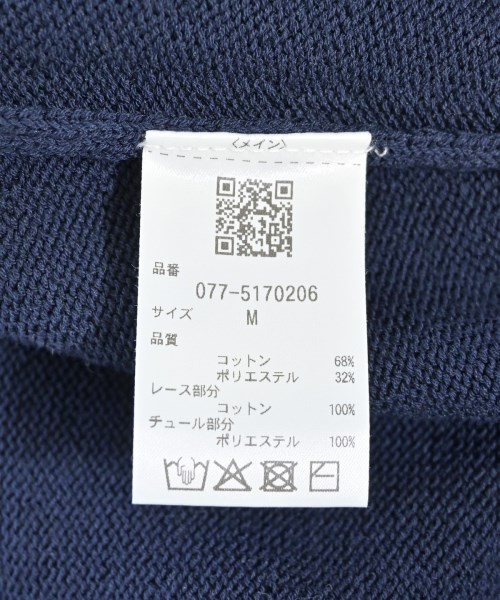 〈メイン〉
品番
077-5170206
サイズ
M
品質
コットン 68%
ポリエステル 32%
レース部分
コットン 100%
チュール部分
ポリエステル 100%